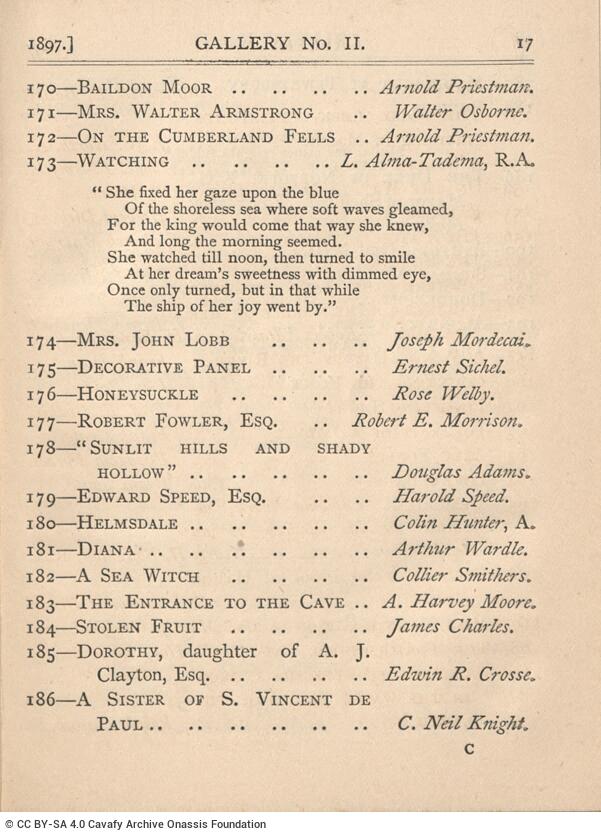 1897.] GALLERY No. II. 17
170—BAILDON MOOR .. .. .. .. Arnold Priestman.
171—MRS. WALTER ARMSTRONG .. Walter Osborne.
172—ON THE CUMBERLAND FELLS .. Arnold Priestman.
173—WATCHING .. .. .. .. L. Alma-Tadema, R.A.
“She fixed her gaze upon the blue
Of the shoreless sea where soft waves gleamed,
For the king would come that way she knew,
And long the morning seemed.
She watched till noon, then turned to smile
At her dream's sweetness with dimmed eye,
Once only turned, but in that while
The ship of her joy went by.”
174—MRS. JOHN LOBB .. .. .. Joseph Mordecai.
175—DECORATIVE PANEL .. .. .. Ernest Sichel.
176—HONEYSUCKLE .. .. .. .. Rose Welby.
177—ROBERT FOWLER, ESQ. .. Robert E. Morrison.
178—“SUNLIT HILLS AND SHADY
HOLLOW” .. .. .. .. .. Douglas Adams.
179—EDWARD SPEED, ESQ. .. .. Harold Speed.
180—HELMSDALE .. .. .. .. .. Colin Hunter, A.
181—DIANA .. .. .. .. .. .. Arthur Wardle.
182—A SEA WITCH .. .. .. .. Collier Smithers.
183—THE ENTRANCE TO THE CAVE .. A. Harvey Moore.
184—STOLEN FRUIT .. .. .. .. James Charles.
185—DOROTHY, daughter of A. J.
Clayton, Esq. .. .. .. .. Edwin R. Crosse.
186—A SISTER OF S. VINCENT DE
PAUL .. .. .. .. .. .. C. Neil Knight.
C
© CC BY-SA 4.0 Cavafy Archive Onassis Foundation